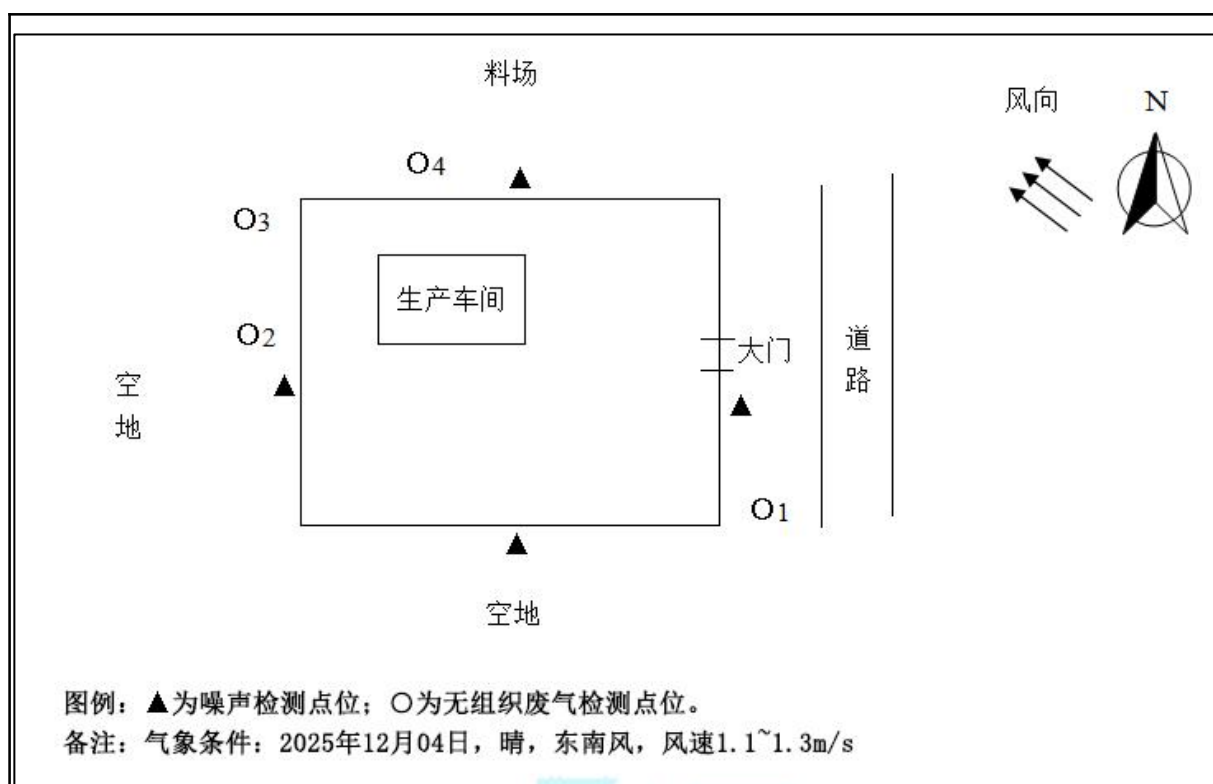 料场
风向 N
O4
O3
生产车间
O2
大门
道路
空地
O1
空地
图例：▲为噪声检测点位；O为无组织废气检测点位。
备注：气象条件：2025年12月04日，晴，东南风，风速1.1~1.3m/s